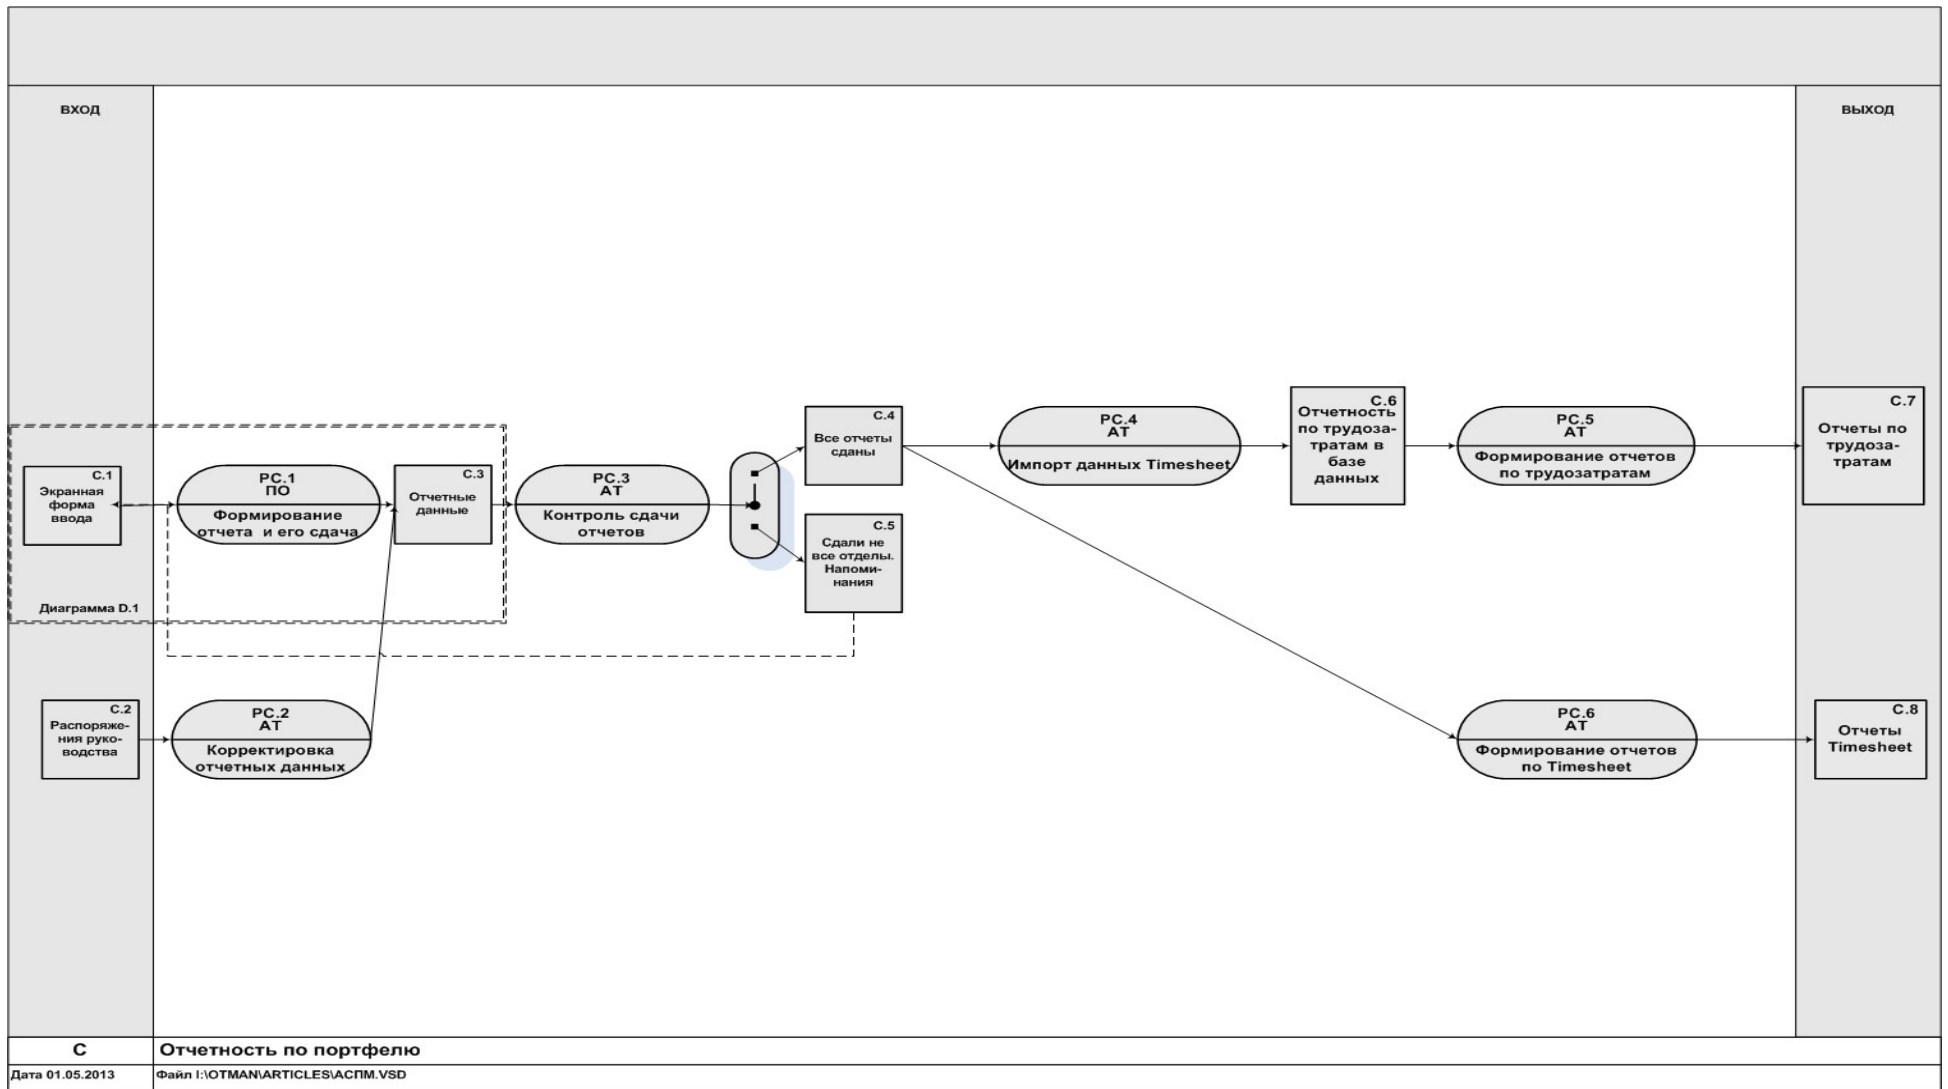 ВХОД
ВЫХОД
С.1
Экранная
форма
ввода
РС.1
ПО
Формирование
отчета и его сдача
С.3
Отчетные
данные
РС.3
АТ
Контроль сдачи
отчетов
С.4
Все отчеты
сданы
С.5
Сдали не
все отделы.
Напоми-
нания
РС.4
АТ
Импорт данных Timesheet
С.6
Отчетность
по трудоза-
тратам в
базе
данных
РС.5
АТ
Формирование отчетов
по трудозатратам
С.7
Отчеты по
трудоза-
тратам
Диаграмма D.1
С.2
Распоряже-
ния руко-
водства
РС.2
АТ
Корректировка
отчетных данных
РС.6
АТ
Формирование отчетов
по Timesheet
С.8
Отчеты
Timesheet
С
Отчетность по портфелю
Дата 01.05.2013
Файл I:\OTMAN\ARTICLES\АСПМ.VSD